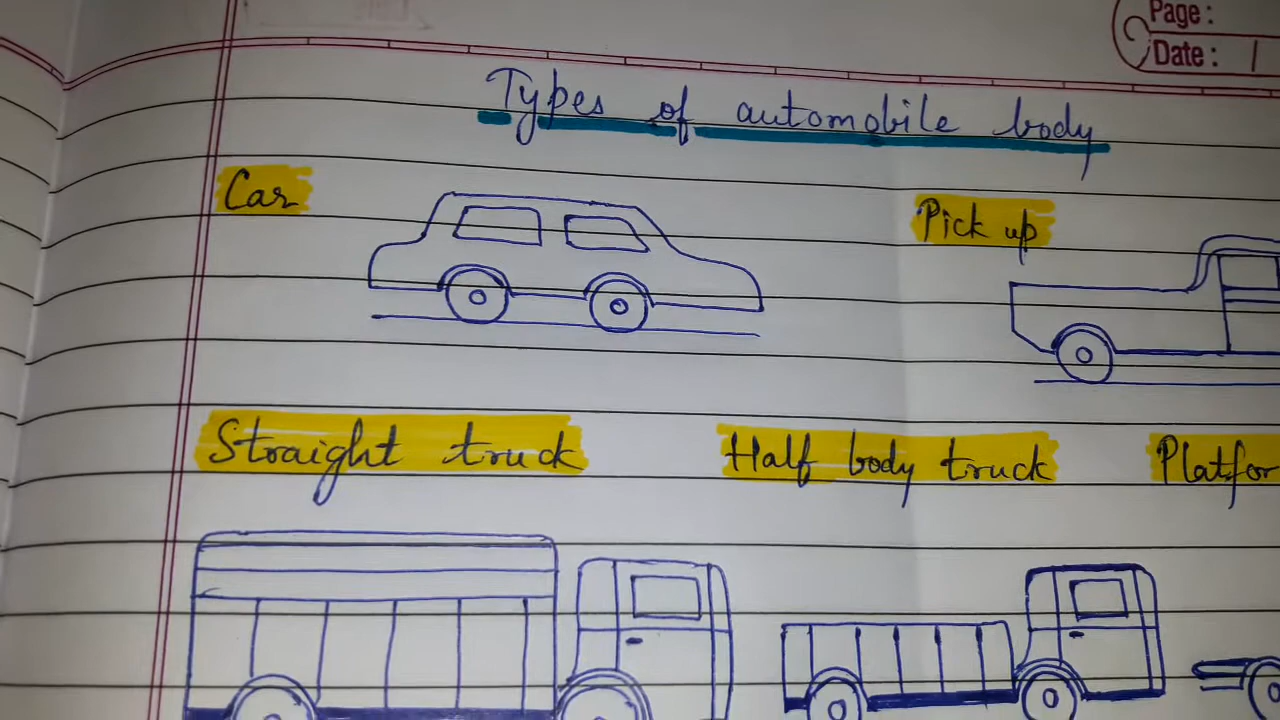 Page:
Date:
Types of automobile body
Car
Pick up
Straight truck
Half body truck
Platfor